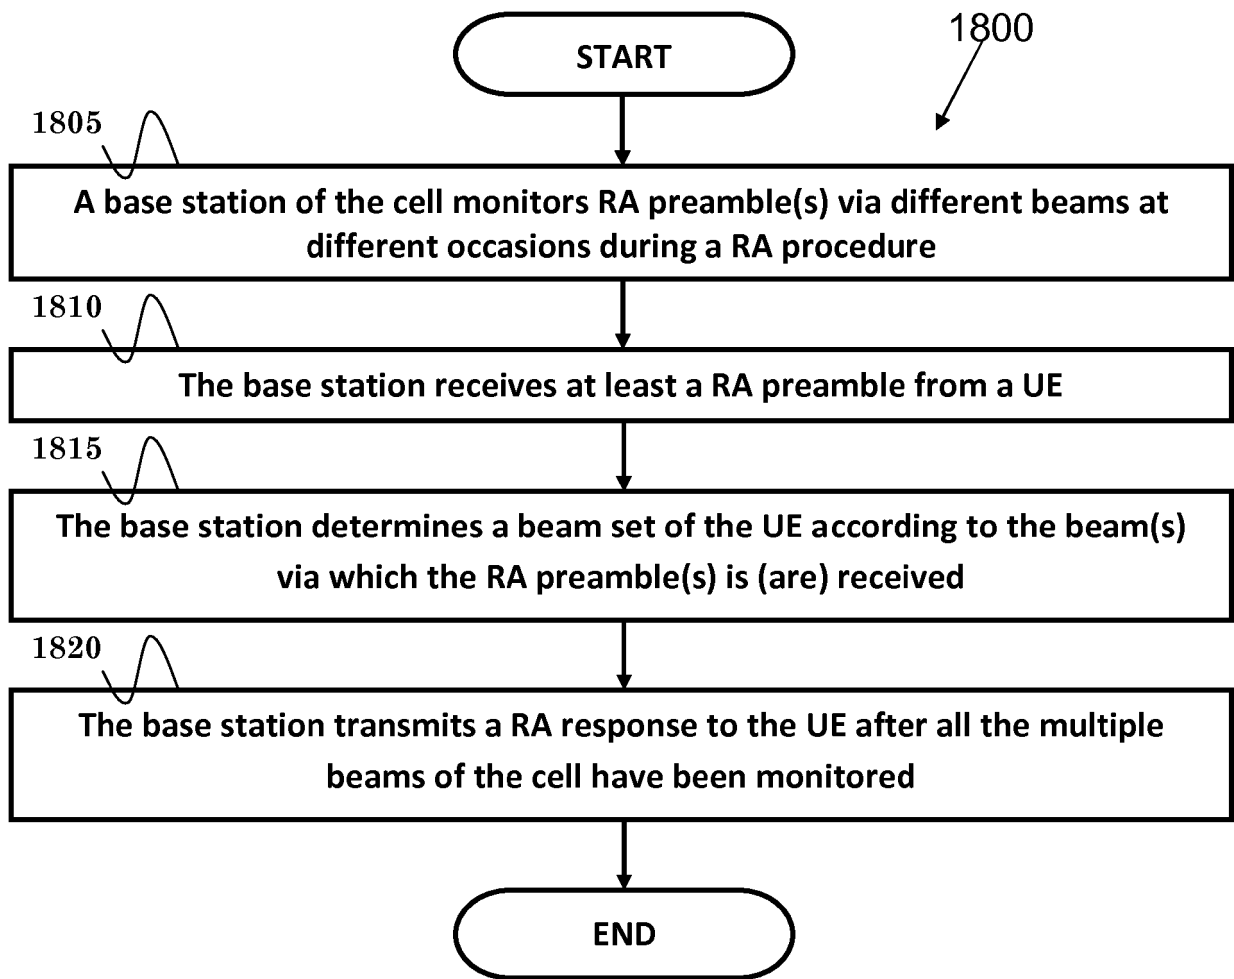 START
1800
1805
A base station of the cell monitors RA preamble(s) via different beams at
different occasions during a RA procedure
1810
The base station receives at least a RA preamble from a UE
1815
The base station determines a beam set of the UE according to the beam(s)
via which the RA preamble(s) is (are) received
1820
The base station transmits a RA response to the UE after all the multiple
beams of the cell have been monitored
END